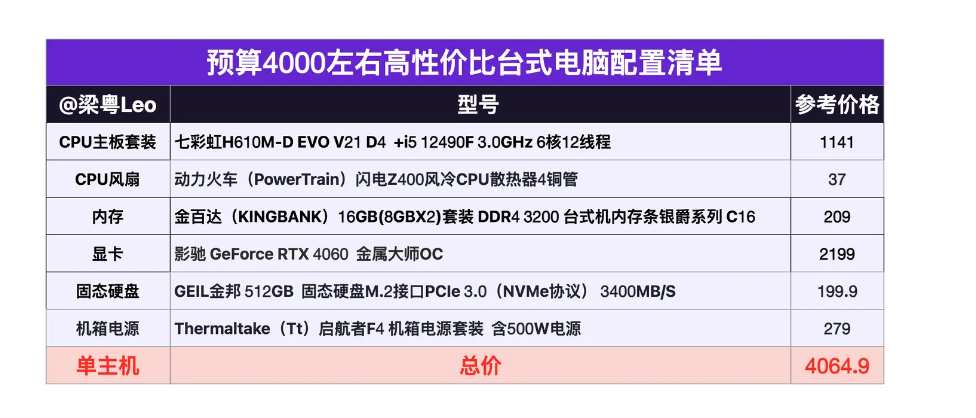 预算4000左右高性价比台式电脑配置清单
@梁粤Leo 型号 参考价格
CPU主板套装 七彩虹H610M-D EVO V21 D4 +i5 12490F 3.0GHz 6核12线程 1141
CPU风扇 动力火车（PowerTrain）闪电Z400风冷CPU散热器4铜管 37
内存 金百达（KINGBANK）16GB(8GBX2)套装 DDR4 3200 台式机内存条银爵系列 C16 209
显卡 影驰 GeForce RTX 4060 金属大师OC 2199
固态硬盘 GEIL金邦 512GB 固态硬盘M.2接口PCIe 3.0（NVMe协议） 3400MB/S 199.9
机箱电源 Thermaltake（Tt）启航者F4 机箱电源套装 含500W电源 279
单主机 总价 4064.9